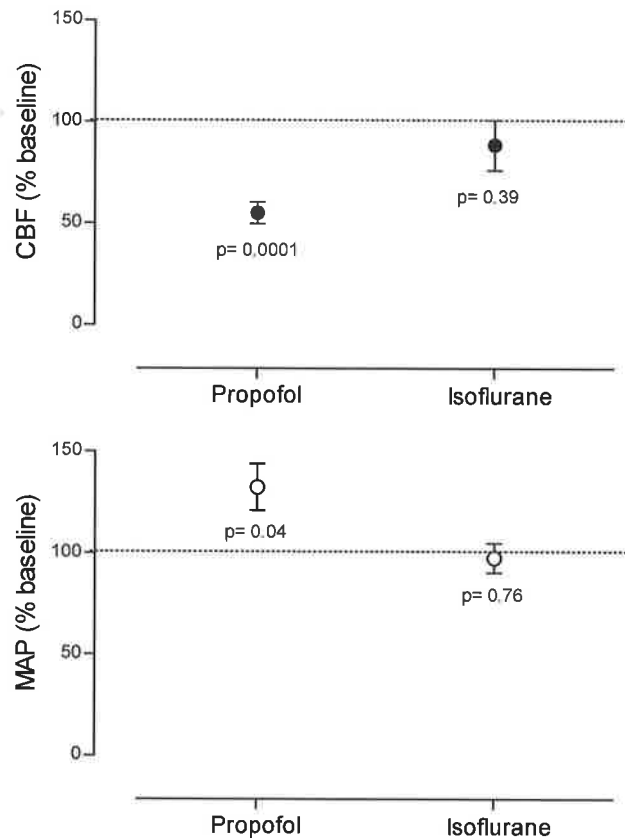 150
100
50
0
CBF (% baseline)
p= 0.0001
p= 0.39
Propofol Isoflurane
150
100
50
0
MAP (% baseline)
p= 0.04
p= 0.76
Propofol Isoflurane